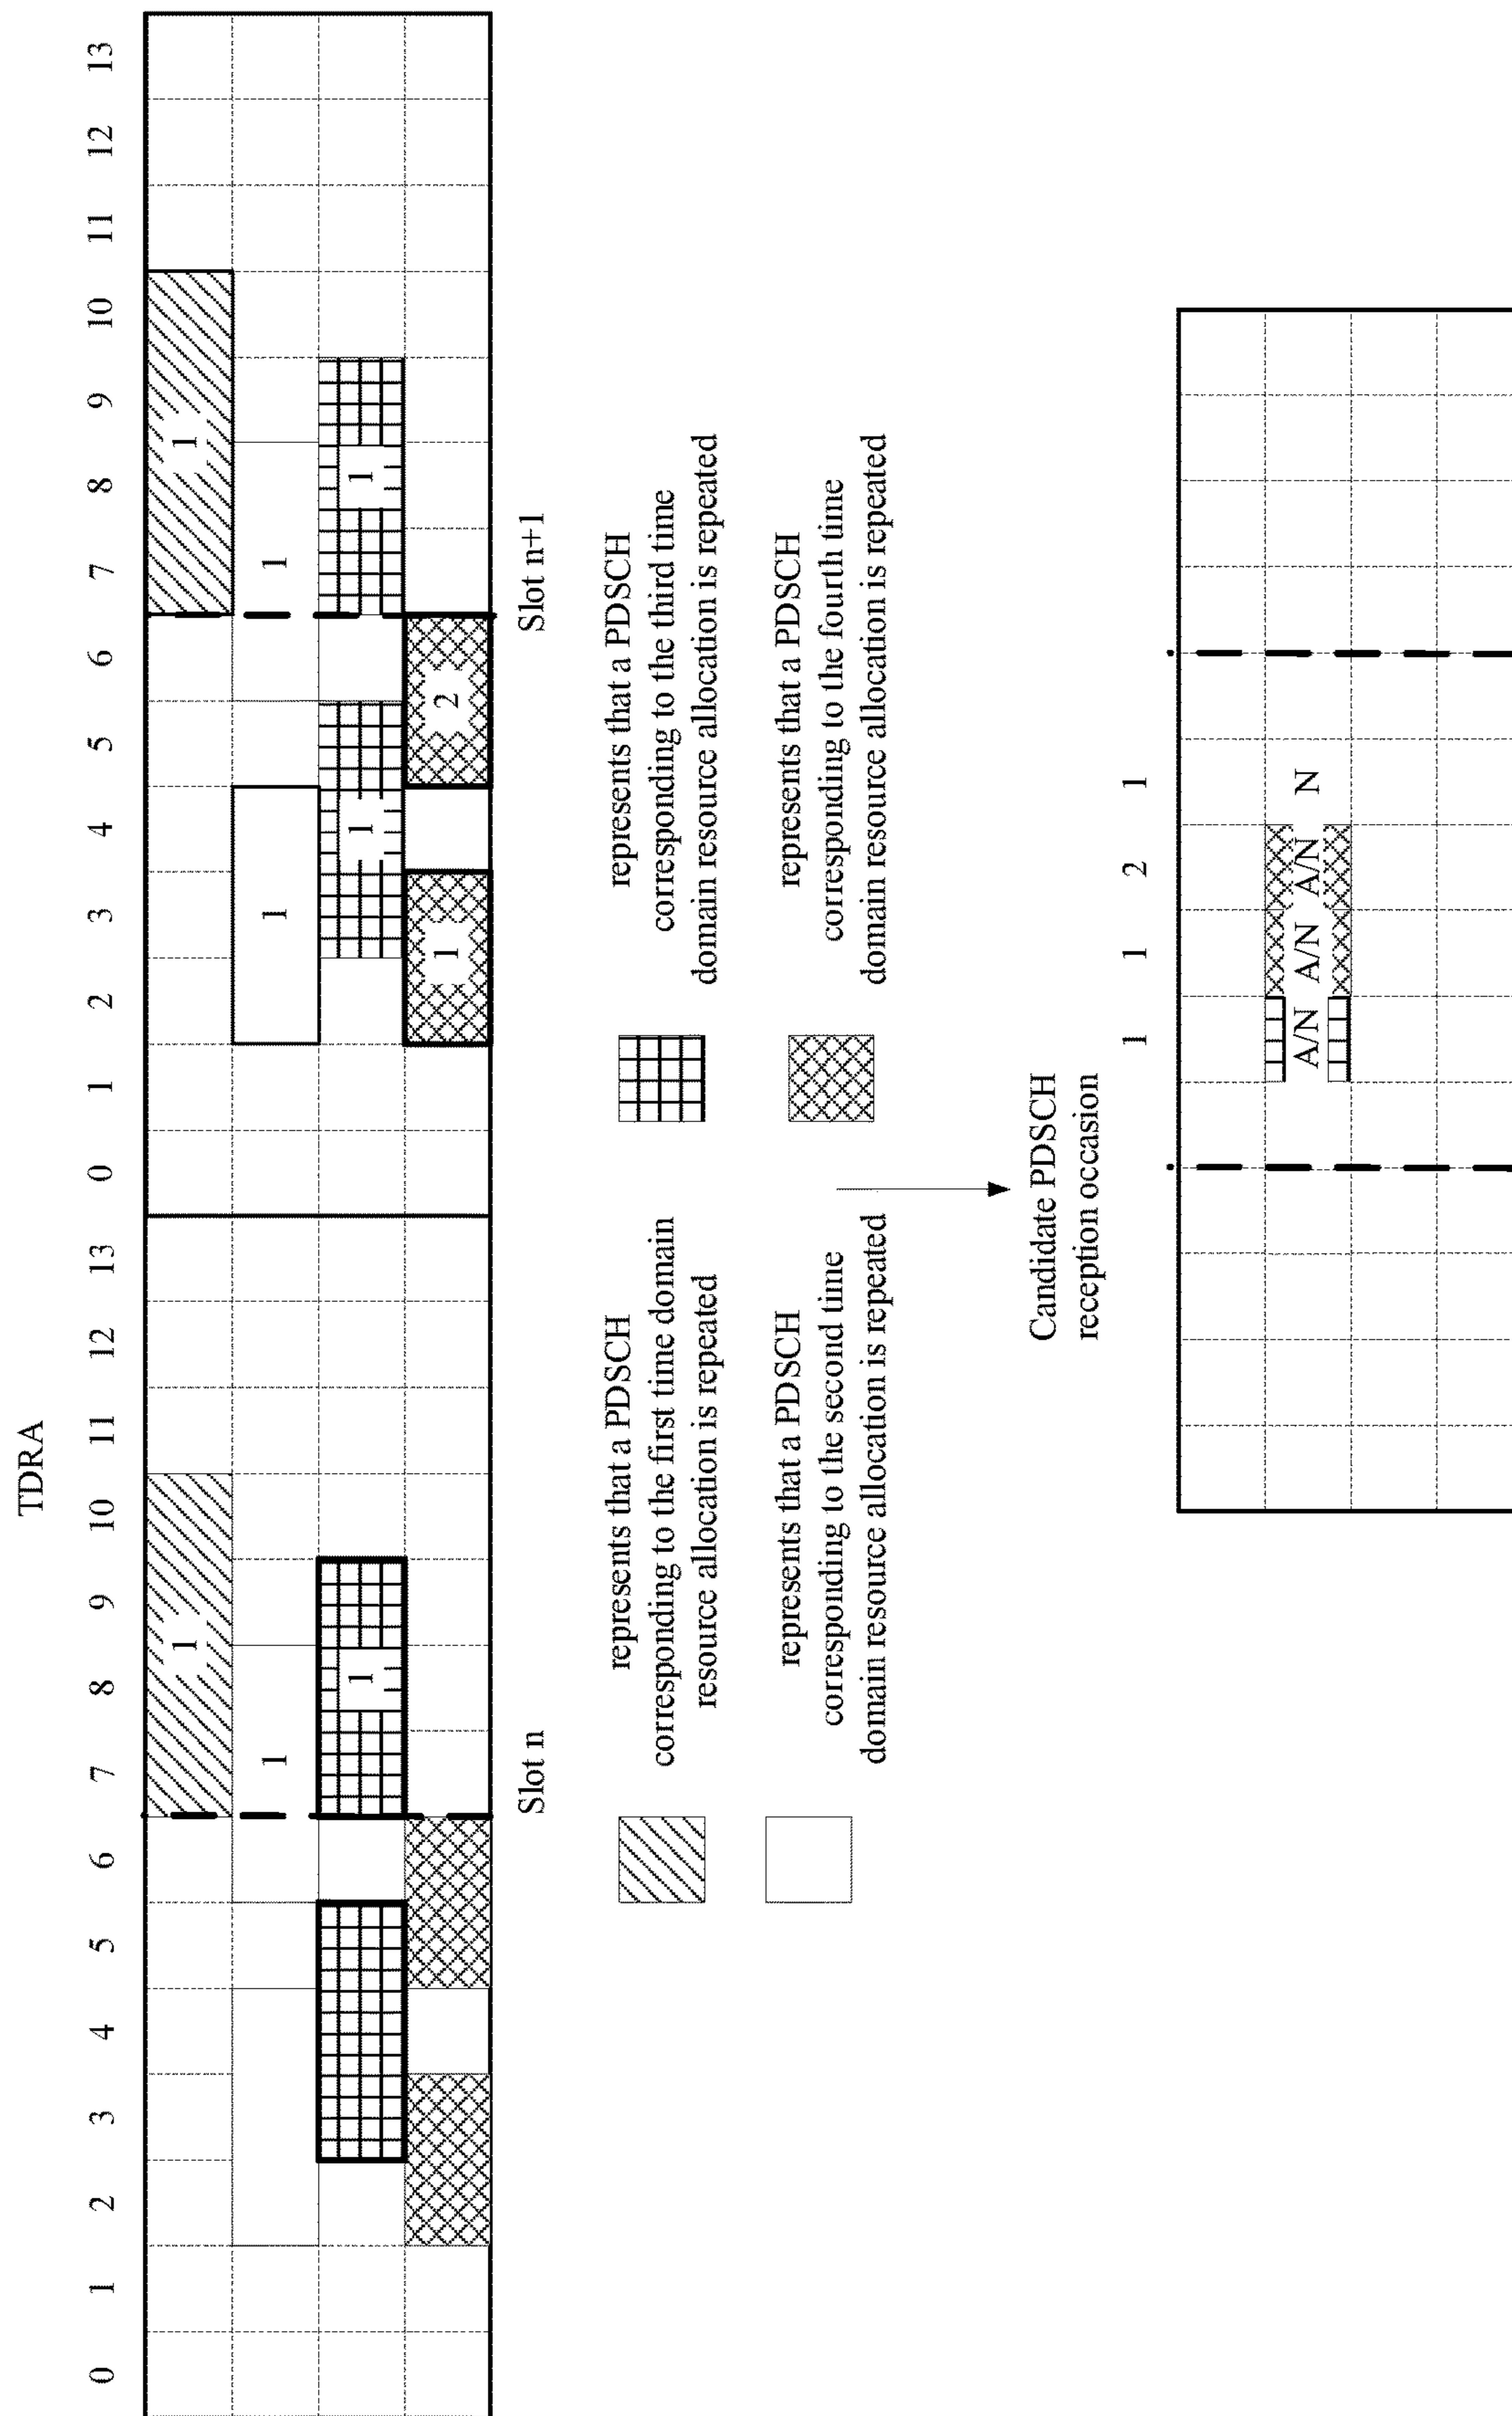 TDRA
0 1 2 3 4 5 6 7 8 9 10 11 12 13 0 1 2 3 4 5 6 7 8 9 10 11 12 13
1 1
1 1 1
1 1 1
1 2
Slot n Slot n+1
represents that a PDSCH
corresponding to the first time domain
resource allocation is repeated
represents that a PDSCH
corresponding to the third time
domain resource allocation is repeated
represents that a PDSCH
corresponding to the second time
domain resource allocation is repeated
represents that a PDSCH
corresponding to the fourth time
domain resource allocation is repeated
Candidate PDSCH
reception occasion
1 1 2 1
A/N A/N A/N N